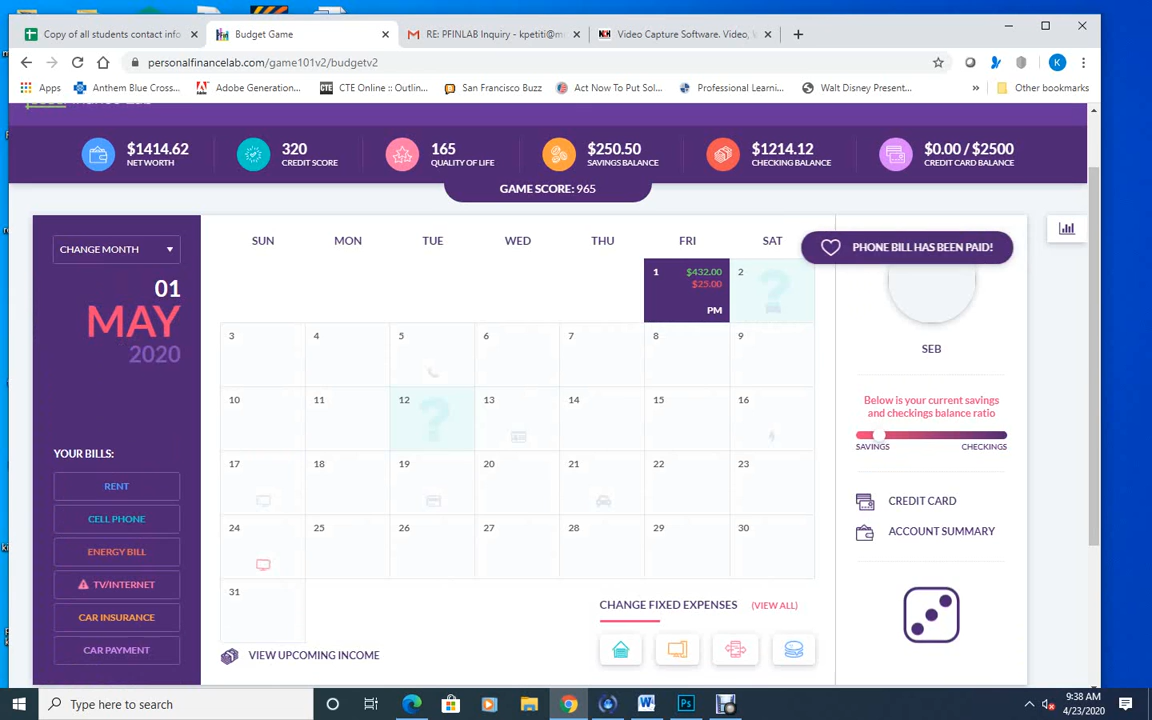 Copy of all students contact info
Budget Game
RE: PFINLAB Inquiry - kpetiti@m
NCH Video Capture Software. Video, V
personalfinancelab.com/game101v2/budgetv2
K
Apps
Anthem Blue Cross...
Adobe Generation...
CTE CTE Online :: Outlin...
San Francisco Buzz
Act Now To Put Sol...
Professional Learni...
Walt Disney Presen...
»
Other bookmarks
$1414.62
NET WORTH
320
CREDIT SCORE
165
QUALITY OF LIFE
$250.50
SAVINGS BALANCE
$1214.12
CHECKING BALANCE
$0.00 / $2500
CREDIT CARD BALANCE
GAME SCORE: 965
CHANGE MONTH
01
MAY
2020
YOUR BILLS:
RENT
CELL PHONE
ENERGY BILL
TV/INTERNET
CAR INSURANCE
CAR PAYMENT
SUN MON TUE WED THU FRI SAT
1 $432.00
$25.00
PM
2 ?
3 4 5 6 7 8 9
10 11 12 ? 13 14 15 16
17 18 19 20 21 22 23
24 25 26 27 28 29 30
31
VIEW UPCOMING INCOME
CHANGE FIXED EXPENSES (VIEW ALL)
PHONE BILL HAS BEEN PAID!
SEB
Below is your current savings
and checkings balance ratio
SAVINGS CHECKINGS
CREDIT CARD
ACCOUNT SUMMARY
Type here to search
W
Ps
9:38 AM
4/23/2020